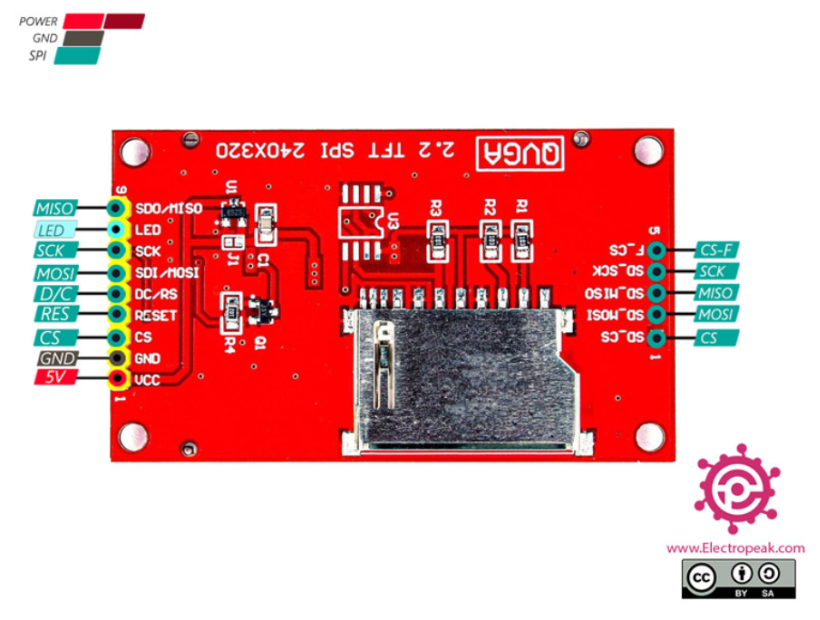 POWER
GND
SPI
2.2 TFT SPI 240X320
QVGA
9
MISO
SDO/MISO
LED
LED
SCK
SCK
MOSI
SDI/MOSI
D/C
DC/RS
RES
RESET
CS
CS
GND
GND
5V
VCC
1
U1
J1
C1
R4
Q1
U3
R3
R2
R1
5
F_CS
CS-F
SD_SCK
SCK
SD_MISO
MISO
SD_MOSI
MOSI
SD_CS
CS
1
www.Electropeak.com
cc
BY SA